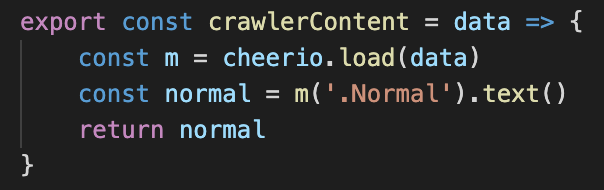 export const crawlerContent = data => {
    const m = cheerio.load(data)
    const normal = m('.Normal').text()
    return normal
}